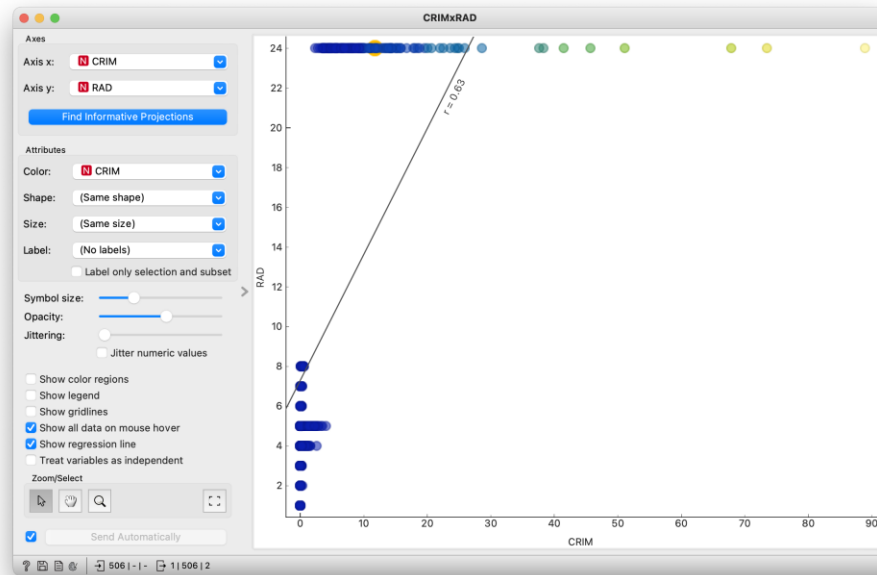 CRIMxRAD
Axes
Axis x: N CRIM
Axis y: N RAD
Find Informative Projections
Attributes
Color: N CRIM
Shape: (Same shape)
Size: (Same size)
Label: (No labels)
Label only selection and subset
Symbol size:
Opacity:
Jittering:
Jitter numeric values
Show color regions
Show legend
Show gridlines
Show all data on mouse hover
Show regression line
Treat variables as independent
Zoom/Select
Send Automatically
? 506 | - | - 1 | 506 | 2
24
22
20
18
16
14
12
10
8
6
4
2
RAD
r = 0.63
0 10 20 30 40 50 60 70 80 90
CRIM